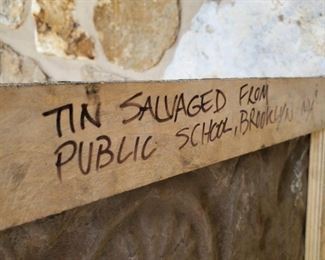 TIN SALVAGED FROM
PUBLIC SCHOOL, BROOKLYN NY